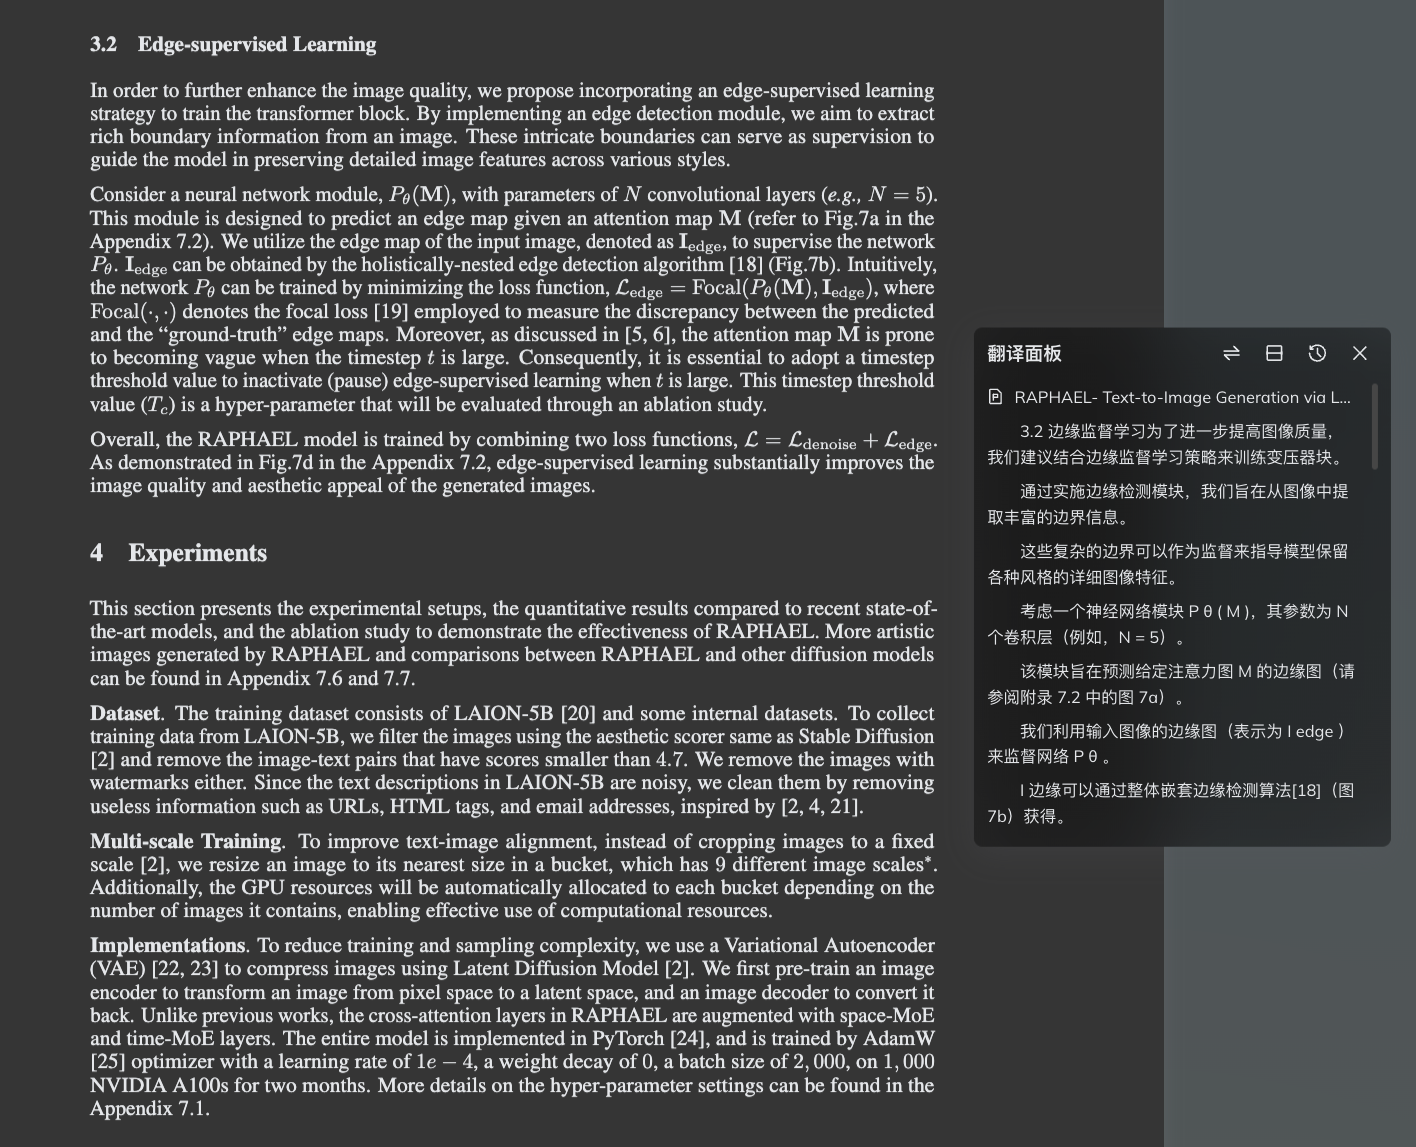 3.2 Edge-supervised Learning
In order to further enhance the image quality, we propose incorporating an edge-supervised learning
strategy to train the transformer block. By implementing an edge detection module, we aim to extract
rich boundary information from an image. These intricate boundaries can serve as supervision to
guide the model in preserving detailed image features across various styles.
Consider a neural network module, P_θ(M), with parameters of N convolutional layers (e.g., N = 5).
This module is designed to predict an edge map given an attention map M (refer to Fig.7a in the
Appendix 7.2). We utilize the edge map of the input image, denoted as I_edge, to supervise the network
P_θ. I_edge can be obtained by the holistically-nested edge detection algorithm [18] (Fig.7b). Intuitively,
the network P_θ can be trained by minimizing the loss function, ℒ_edge = Focal(P_θ(M), I_edge), where
Focal(·, ·) denotes the focal loss [19] employed to measure the discrepancy between the predicted
and the “ground-truth” edge maps. Moreover, as discussed in [5, 6], the attention map M is prone
to becoming vague when the timestep t is large. Consequently, it is essential to adopt a timestep
threshold value to inactivate (pause) edge-supervised learning when t is large. This timestep threshold
value (T_c) is a hyper-parameter that will be evaluated through an ablation study.
Overall, the RAPHAEL model is trained by combining two loss functions, ℒ = ℒ_denoise + ℒ_edge.
As demonstrated in Fig.7d in the Appendix 7.2, edge-supervised learning substantially improves the
image quality and aesthetic appeal of the generated images.
4 Experiments
This section presents the experimental setups, the quantitative results compared to recent state-of-
the-art models, and the ablation study to demonstrate the effectiveness of RAPHAEL. More artistic
images generated by RAPHAEL and comparisons between RAPHAEL and other diffusion models
can be found in Appendix 7.6 and 7.7.
Dataset. The training dataset consists of LAION-5B [20] and some internal datasets. To collect
training data from LAION-5B, we filter the images using the aesthetic scorer same as Stable Diffusion
[2] and remove the image-text pairs that have scores smaller than 4.7. We remove the images with
watermarks either. Since the text descriptions in LAION-5B are noisy, we clean them by removing
useless information such as URLs, HTML tags, and email addresses, inspired by [2, 4, 21].
Multi-scale Training. To improve text-image alignment, instead of cropping images to a fixed
scale [2], we resize an image to its nearest size in a bucket, which has 9 different image scales*.
Additionally, the GPU resources will be automatically allocated to each bucket depending on the
number of images it contains, enabling effective use of computational resources.
Implementations. To reduce training and sampling complexity, we use a Variational Autoencoder
(VAE) [22, 23] to compress images using Latent Diffusion Model [2]. We first pre-train an image
encoder to transform an image from pixel space to a latent space, and an image decoder to convert it
back. Unlike previous works, the cross-attention layers in RAPHAEL are augmented with space-MoE
and time-MoE layers. The entire model is implemented in PyTorch [24], and is trained by AdamW
[25] optimizer with a learning rate of 1e − 4, a weight decay of 0, a batch size of 2, 000, on 1, 000
NVIDIA A100s for two months. More details on the hyper-parameter settings can be found in the
Appendix 7.1.
翻译面板
RAPHAEL- Text-to-Image Generation via L...
3.2 边缘监督学习为了进一步提高图像质量，
我们建议结合边缘监督学习策略来训练变压器块。
通过实施边缘检测模块，我们旨在从图像中提
取丰富的边界信息。
这些复杂的边界可以作为监督来指导模型保留
各种风格的详细图像特征。
考虑一个神经网络模块 P θ ( M )，其参数为 N
个卷积层（例如，N = 5）。
该模块旨在预测给定注意力图 M 的边缘图（请
参阅附录 7.2 中的图 7a）。
我们利用输入图像的边缘图（表示为 I edge ）
来监督网络 P θ 。
I 边缘可以通过整体嵌套边缘检测算法[18]（图
7b）获得。